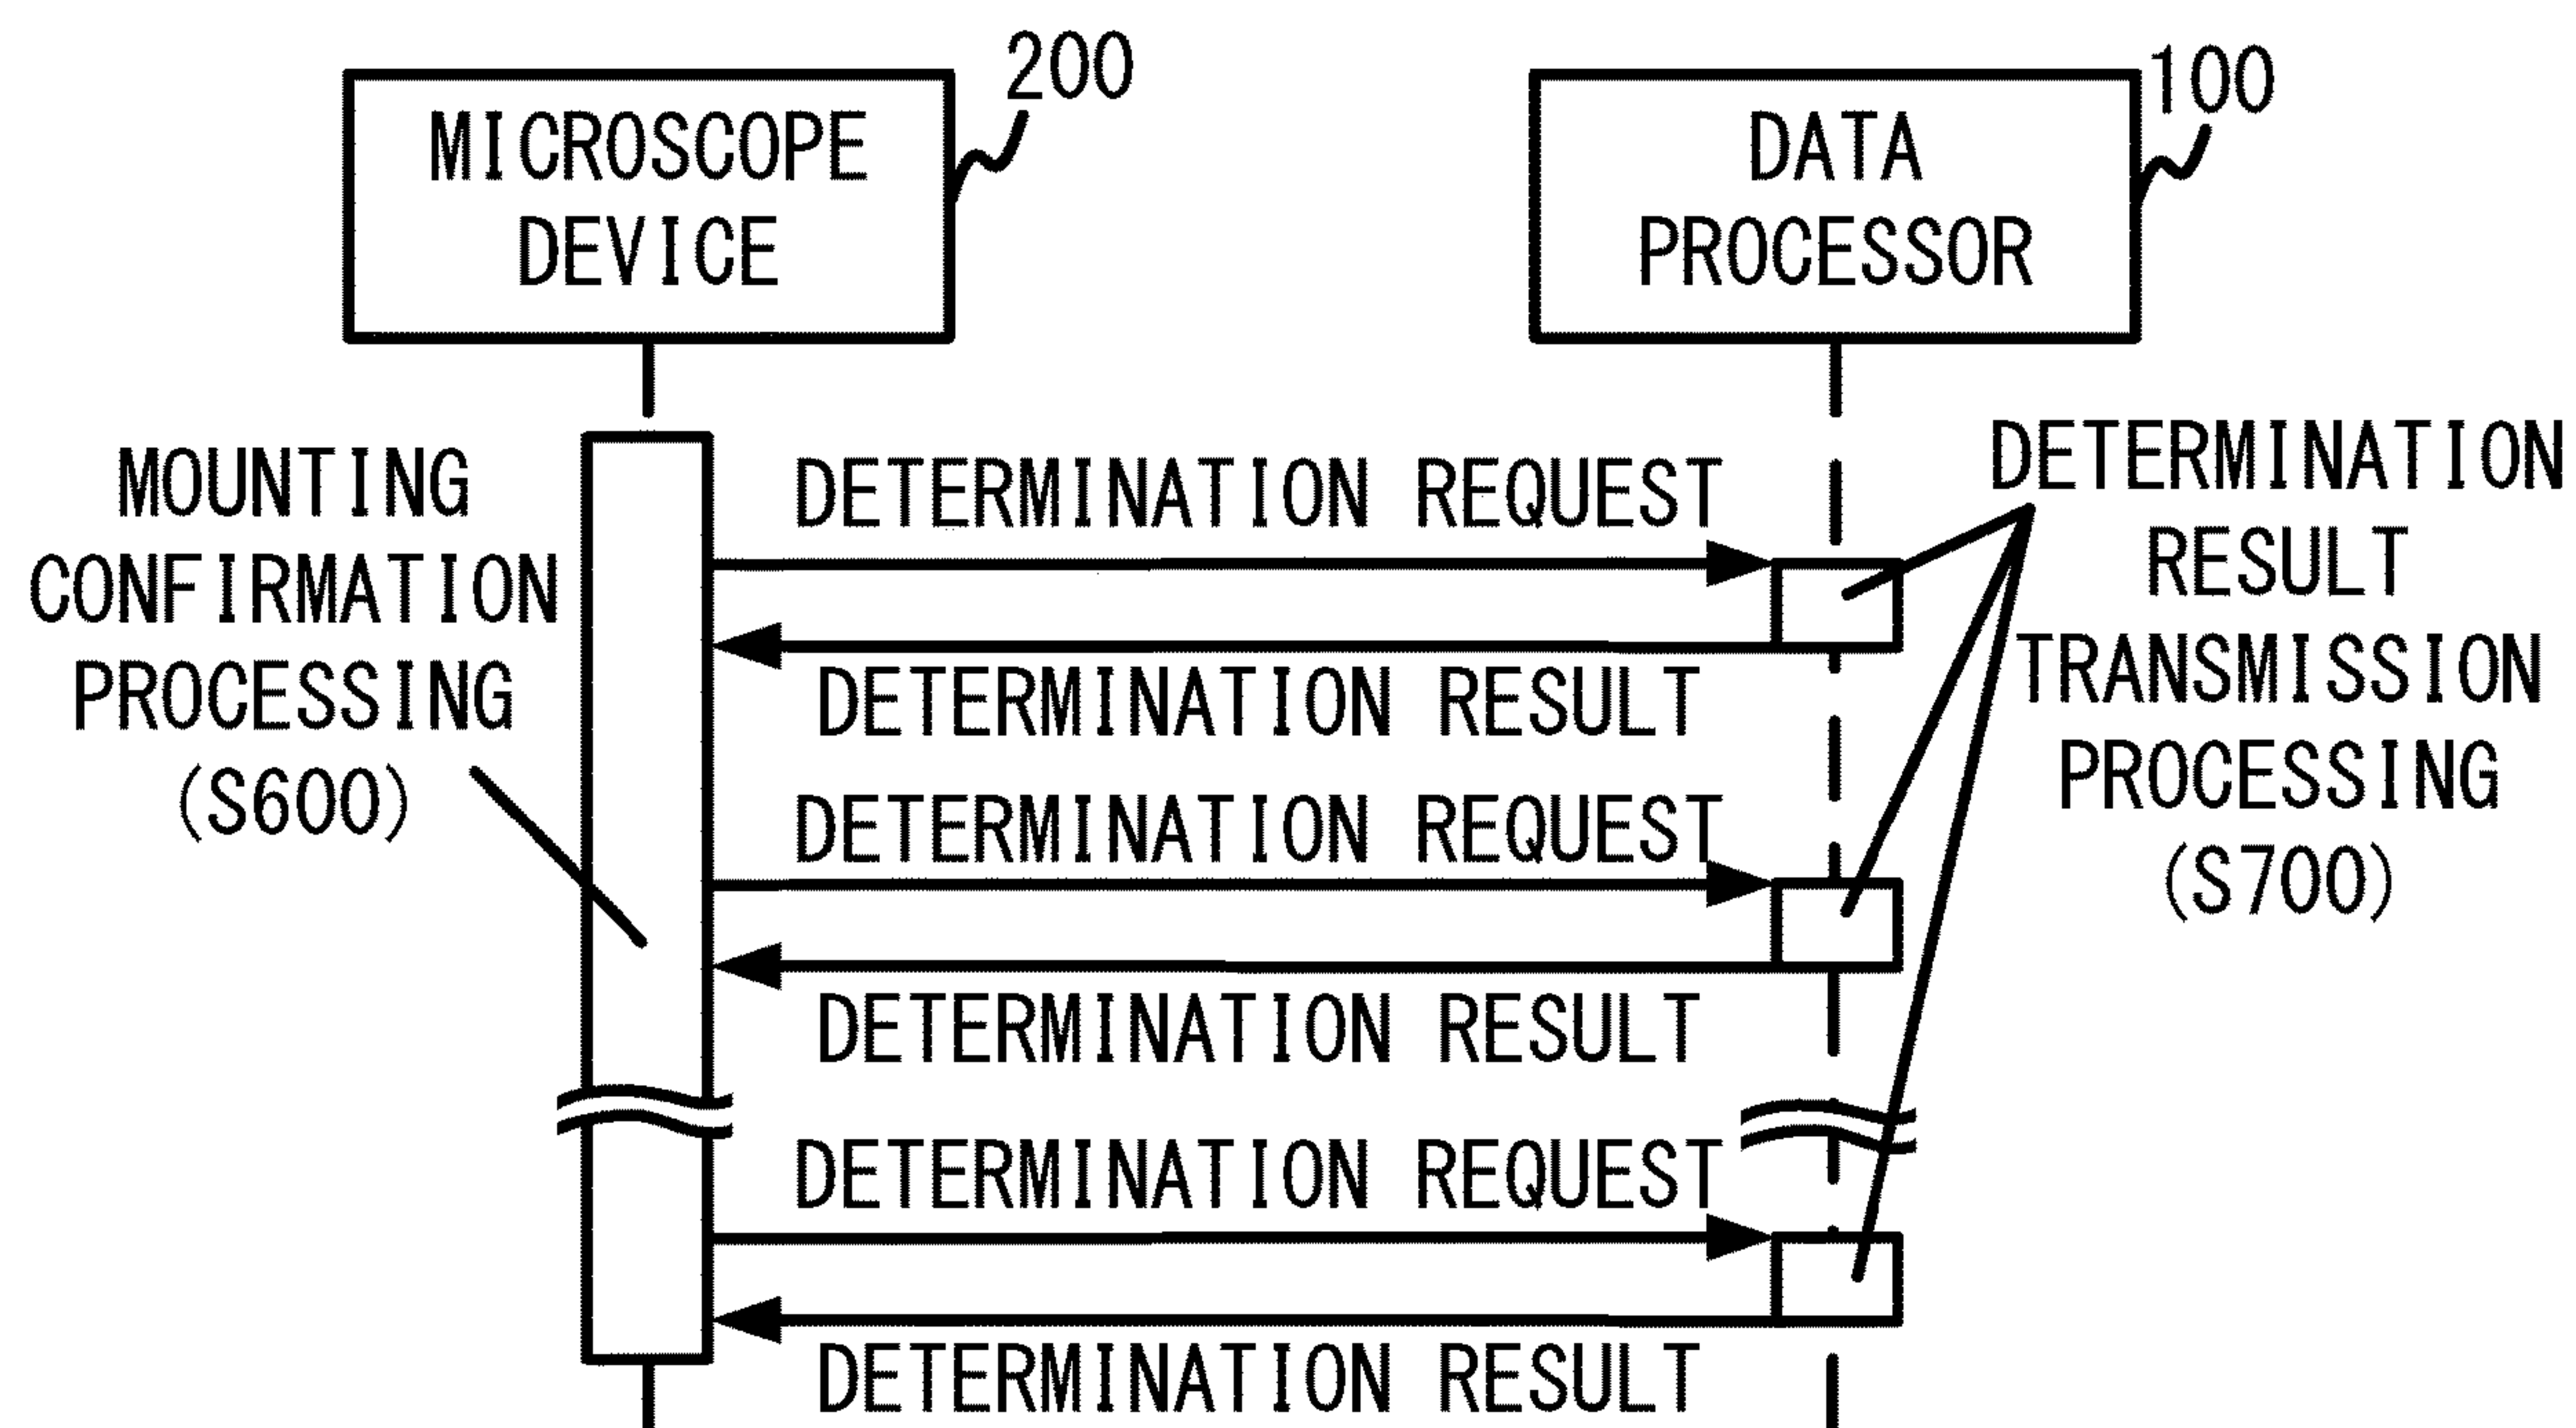 200
100
MICROSCOPE
DEVICE
DATA
PROCESSOR
MOUNTING
CONFIRMATION
PROCESSING
(S600)
DETERMINATION REQUEST
DETERMINATION RESULT
DETERMINATION REQUEST
DETERMINATION RESULT
DETERMINATION REQUEST
DETERMINATION RESULT
DETERMINATION
RESULT
TRANSMISSION
PROCESSING
(S700)